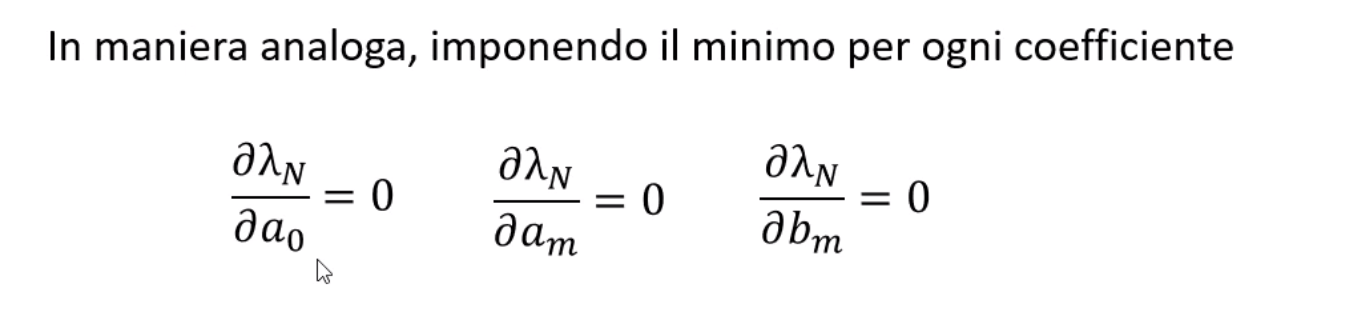 In maniera analoga, imponendo il minimo per ogni coefficiente
∂λ_N/∂a_0 = 0 ∂λ_N/∂a_m = 0 ∂λ_N/∂b_m = 0